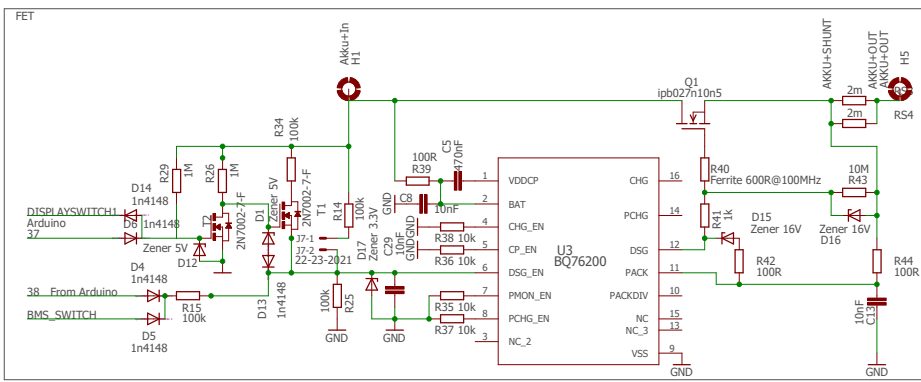 FET
Akku+In
H1
Q1
ipb027n10n5
AKKU+SHUNT
AKKU+OUT
AKKU+OUT
H5
2m
2m
RS4
R34
100k
R29
1M
R26
1M
D14
1n4148
DISPLAYSWITCH1
D6
1n4148
Arduino
37
Zener 5V
D12
T2
2N7002-7-F
D1
Zener 5V
2N7002-7-F
T1
R14
100k
J7-1
J7-2
22-23-2021
D17
Zener 3.3V
C29
10nF
100R
R39
C5
470nF
GND
C8
10nF
GND
GND
R38 10k
R36 10k
38 From Arduino
BMS_SWITCH
D4
1n4148
D5
1n4148
R15
100k
D13
1n4148
100k
R25
GND
GND
R35 10k
R37 10k
1 VDDCP
2 BAT
4 CHG_EN
5 CP_EN
6 DSG_EN
7 PMON_EN
8 PCHG_EN
3 NC_2
U3
BQ76200
CHG 16
PCHG 14
DSG 12
PACK 11
PACKDIV 10
NC 15
NC_3 13
VSS 9
GND
R40
Ferrite 600R@100MHz
R41
1k
D15
Zener 16V
R42
100R
10M
R43
Zener 16V
D16
R44
100R
10nF
C13
GND